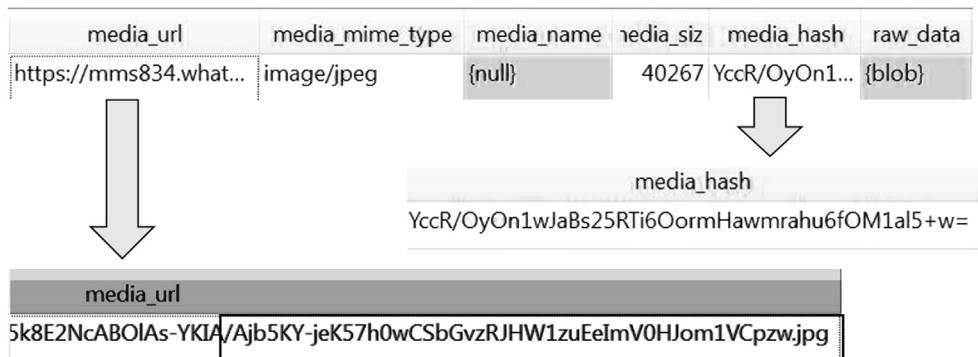 media_url media_mime_type media_name nedia_siz media_hash raw_data
https://mms834.what... image/jpeg {null} 40267 YccR/OyOn1... {blob}
media_hash
YccR/OyOn1wJaBs25RTi6OormHawmrahu6fOM1al5+w=
media_url
5k8E2NcABOlAs-YKIA/Ajb5KY-jeK57h0wCSbGvzRJHW1zuEeImV0HJom1VCpzw.jpg